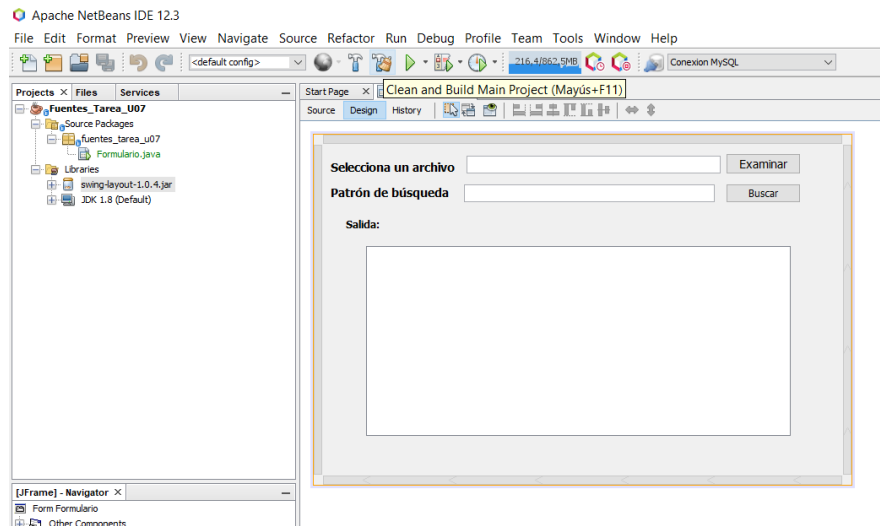 Apache NetBeans IDE 12.3
File Edit Format Preview View Navigate Source Refactor Run Debug Profile Team Tools Window Help
<default config> 216.4/862.5MB Conexion MySQL
Projects Files Services
Start Page Clean and Build Main Project (Mayús+F11)
Source Design History
Fuentes_Tarea_U07
Source Packages
fuentes_tarea_u07
Formulario.java
Libraries
swing-layout-1.0.4.jar
JDK 1.8 (Default)
Selecciona un archivo Examinar
Patrón de búsqueda Buscar
Salida:
[JFrame] - Navigator
Form Formulario
Other Components